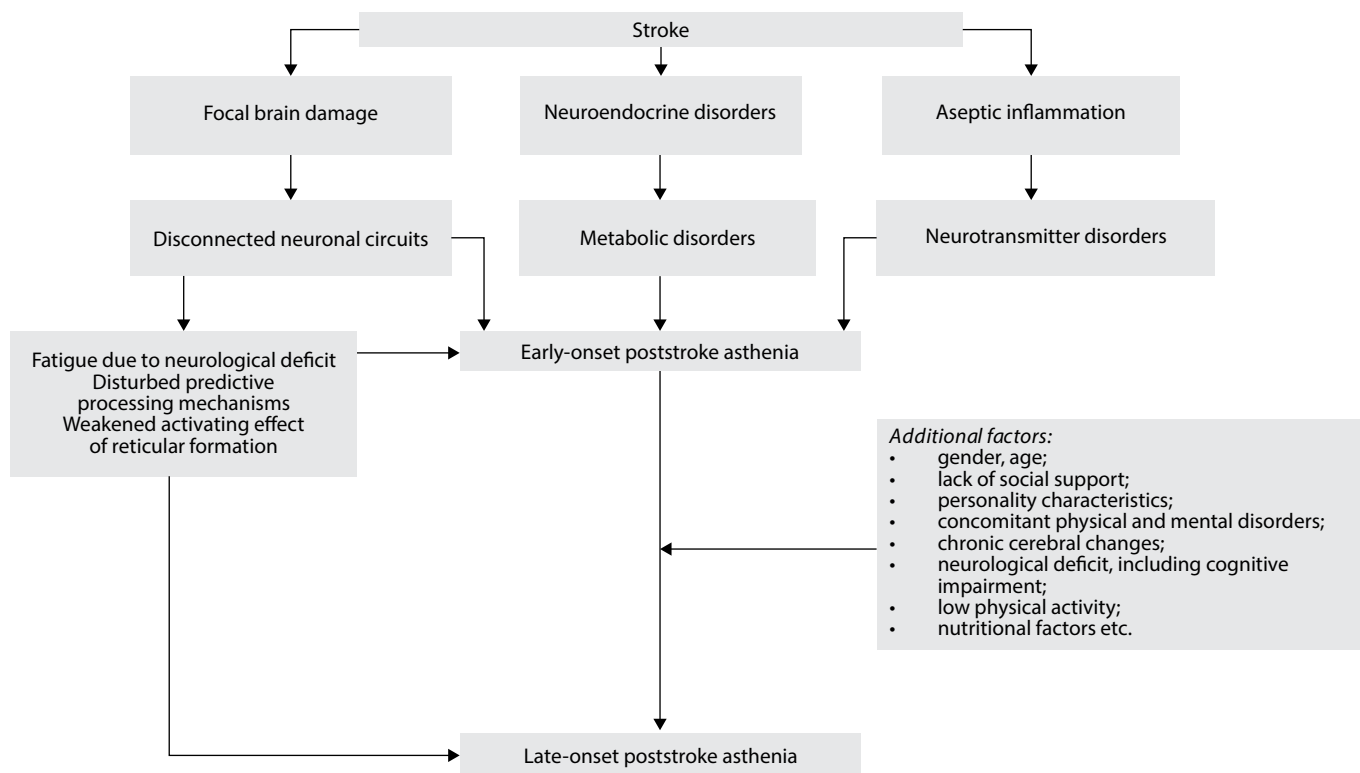 Stroke
Focal brain damage
Neuroendocrine disorders
Aseptic inflammation
Disconnected neuronal circuits
Metabolic disorders
Neurotransmitter disorders
Fatigue due to neurological deficit
Disturbed predictive
processing mechanisms
Weakened activating effect
of reticular formation
Early-onset poststroke asthenia
Additional factors:
• gender, age;
• lack of social support;
• personality characteristics;
• concomitant physical and mental disorders;
• chronic cerebral changes;
• neurological deficit, including cognitive
impairment;
• low physical activity;
• nutritional factors etc.
Late-onset poststroke asthenia